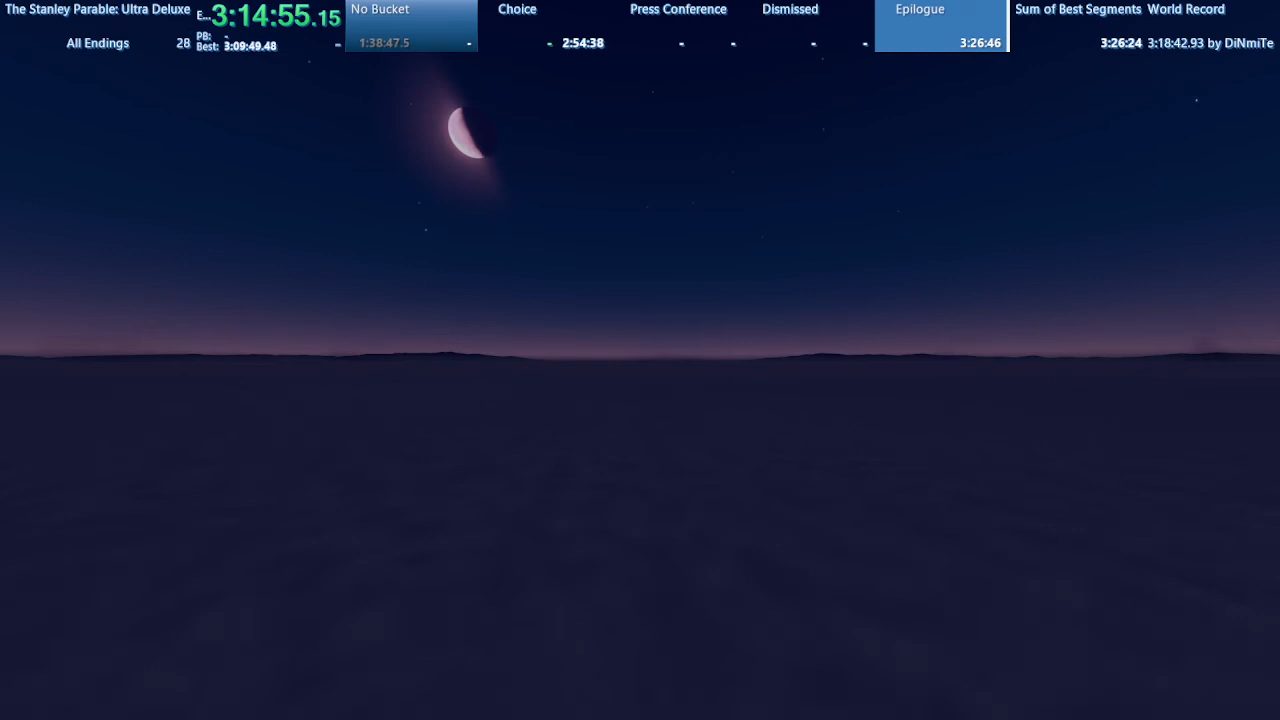 The Stanley Parable: Ultra Deluxe
All Endings 28
E... 3:14:55.15
PB: - -
Best: 3:09:49.48 -
No Bucket
1:38:47.5 -
Choice
- 2:54:38
Press Conference
- -
Dismissed
- -
Epilogue
3:26:46
Sum of Best Segments
3:26:24
World Record
3:18:42.93 by DiNmiTe